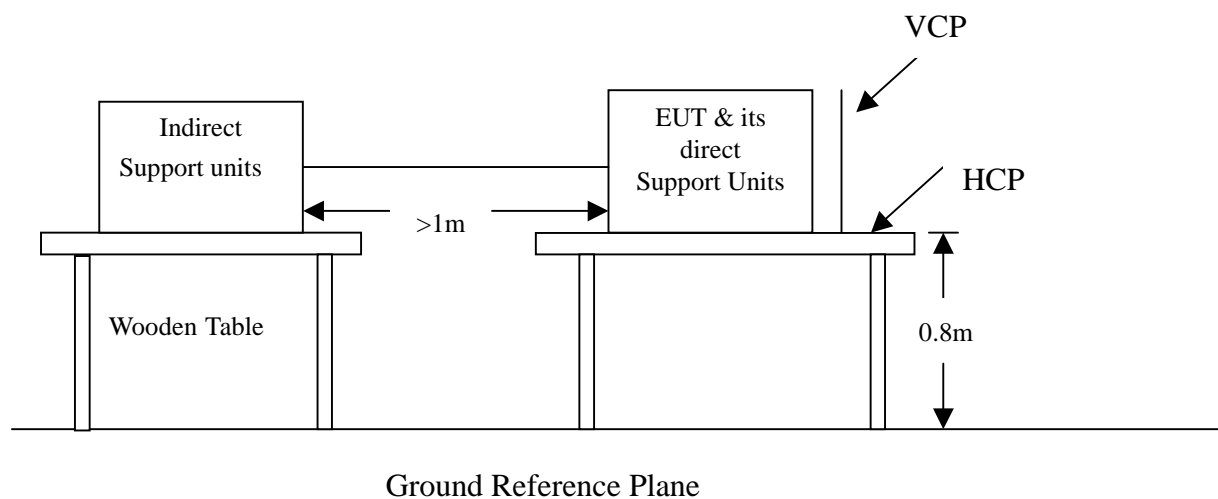 VCP
Indirect
Support units
EUT & its
direct
Support Units
HCP
>1m
Wooden Table
0.8m
Ground Reference Plane